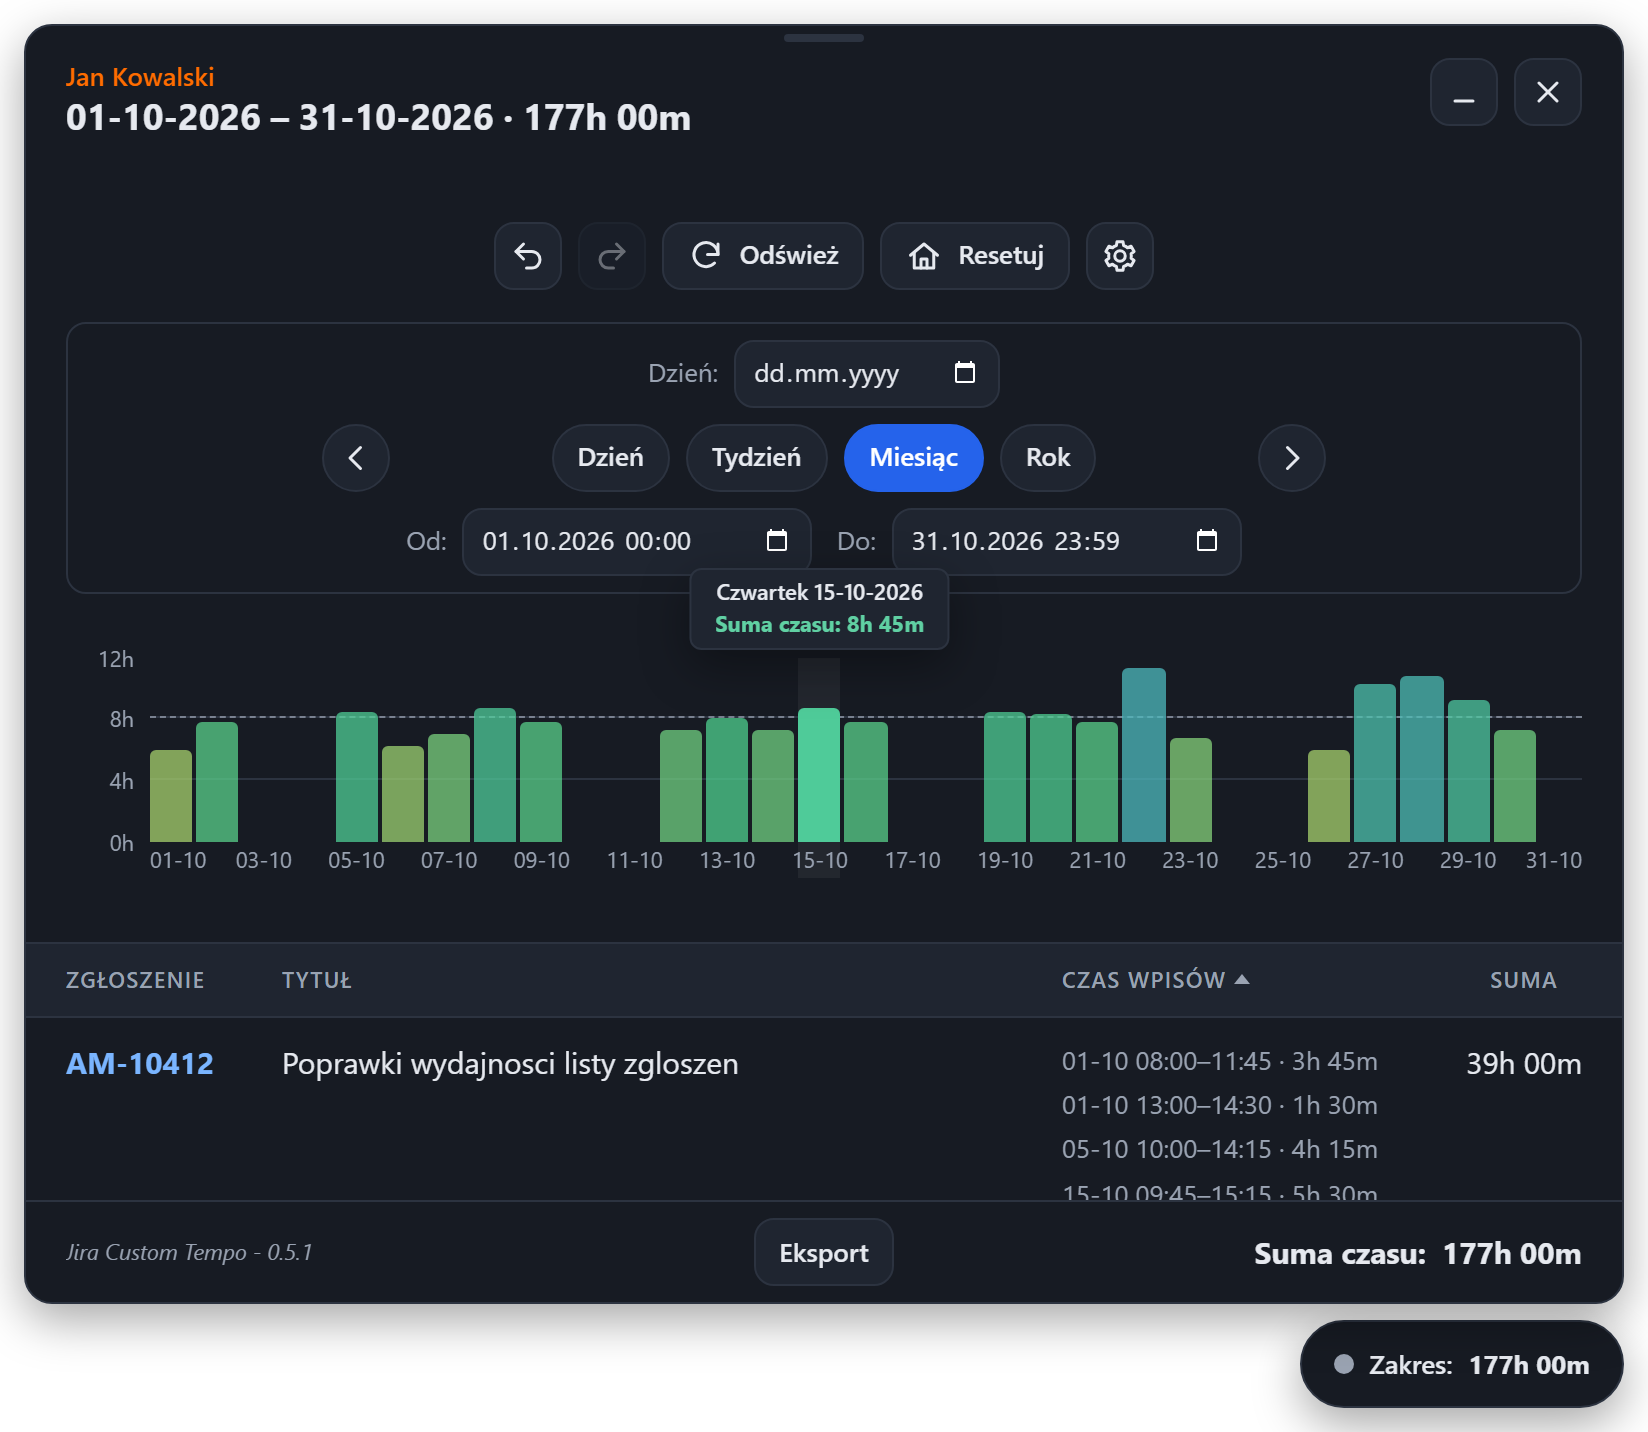 Jan Kowalski
01-10-2026 – 31-10-2026 · 177h 00m
Odśwież
Resetuj
Dzień: dd.mm.yyyy
Dzień
Tydzień
Miesiąc
Rok
Od: 01.10.2026 00:00
Do: 31.10.2026 23:59
Czwartek 15-10-2026
Suma czasu: 8h 45m
12h
8h
4h
0h
01-10 03-10 05-10 07-10 09-10 11-10 13-10 15-10 17-10 19-10 21-10 23-10 25-10 27-10 29-10 31-10
ZGŁOSZENIE TYTUŁ CZAS WPISÓW SUMA
AM-10412 Poprawki wydajnosci listy zgloszen 01-10 08:00–11:45 · 3h 45m 39h 00m
01-10 13:00–14:30 · 1h 30m
05-10 10:00–14:15 · 4h 15m
15-10 09:45–15:15 · 5h 30m
Jira Custom Tempo - 0.5.1
Eksport
Suma czasu: 177h 00m
Zakres: 177h 00m